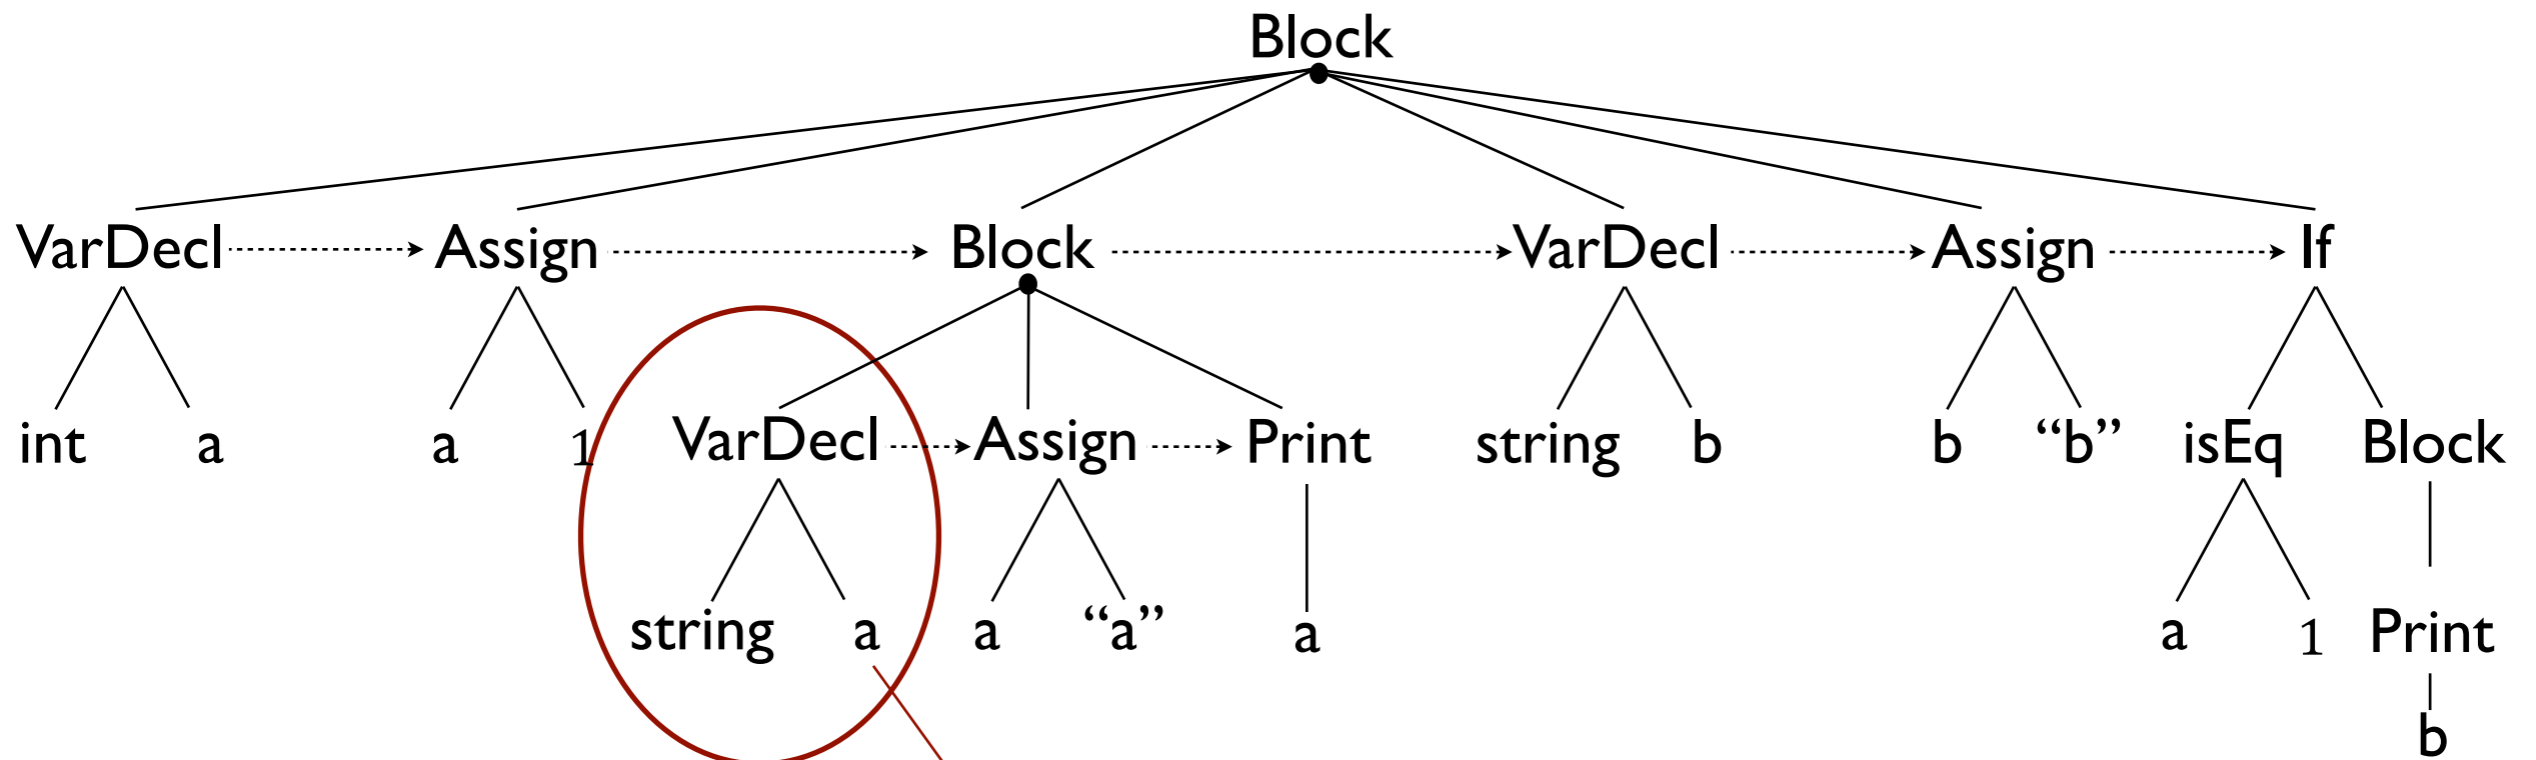 Block
VarDecl Assign Block VarDecl Assign If
int a a 1 VarDecl Assign Print string b b “b” isEq Block
string a a “a” a a 1 Print
b